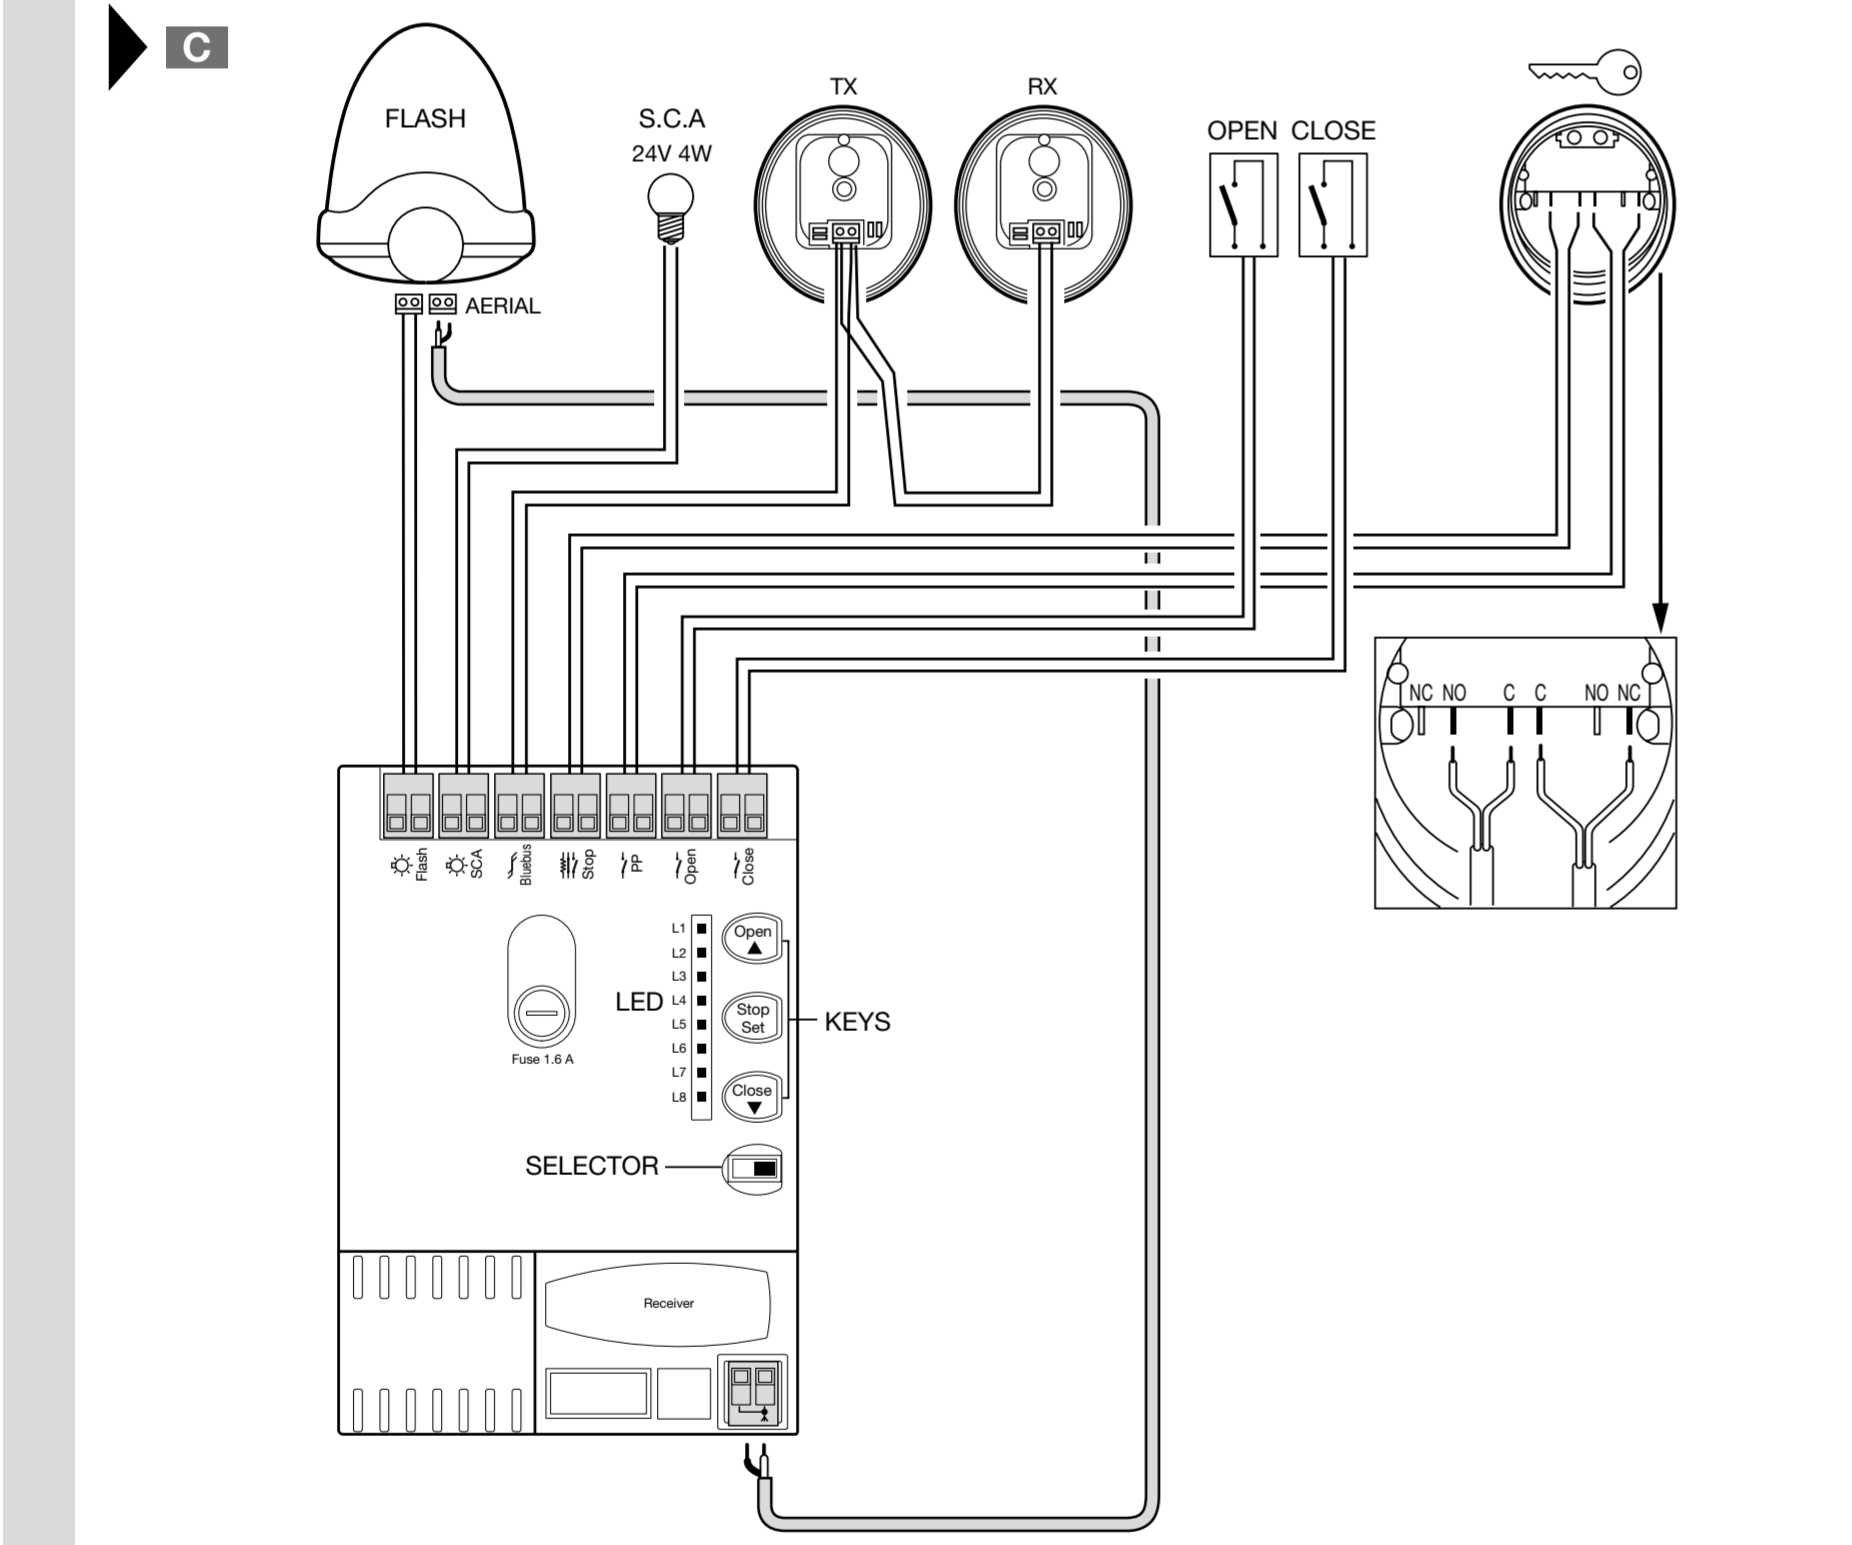 C
FLASH
S.C.A
24V 4W
TX
RX
OPEN
CLOSE
AERIAL
NC NO C C NO NC
Flash
SCA
Bluebus
Stop
PP
Open
Close
L1
L2
L3
L4
L5
L6
L7
L8
LED
Open
Stop
Set
Close
KEYS
Fuse 1.6 A
SELECTOR
Receiver